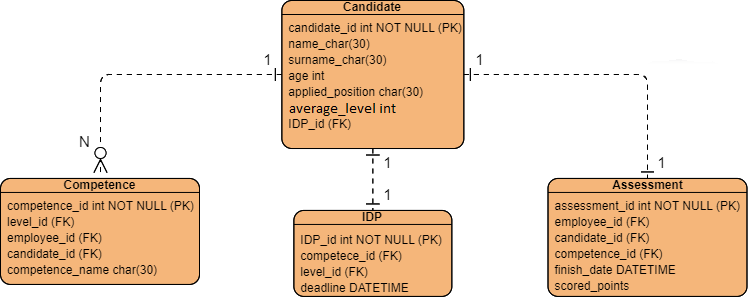 Candidate
candidate_id int NOT NULL (PK)
name_char(30)
surname_char(30)
age int
applied_position char(30)
average_level int
IDP_id (FK)
1
1
N
1
1
1
Competence
competence_id int NOT NULL (PK)
level_id (FK)
employee_id (FK)
candidate_id (FK)
competence_name char(30)
IDP
IDP_id int NOT NULL (PK)
competece_id (FK)
level_id (FK)
deadline DATETIME
Assessment
assessment_id int NOT NULL (PK)
employee_id (FK)
candidate_id (FK)
competence_id (FK)
finish_date DATETIME
scored_points